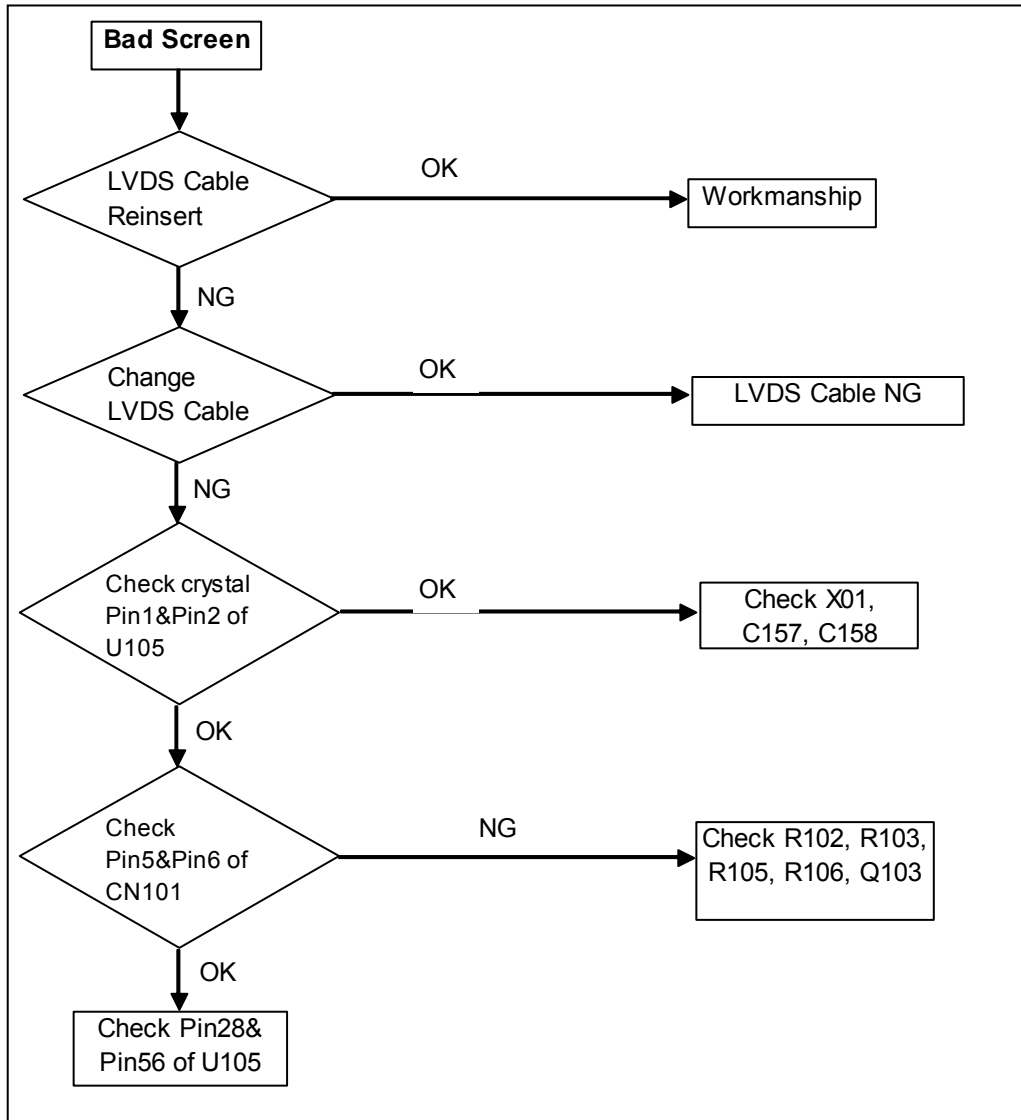 Bad Screen
LVDS Cable
Reinsert
OK
Workmanship
NG
Change
LVDS Cable
OK
LVDS Cable NG
NG
Check crystal
Pin1&Pin2 of
U105
OK
Check X01,
C157, C158
OK
Check
Pin5&Pin6 of
CN101
NG
Check R102, R103,
R105, R106, Q103
OK
Check Pin28&
Pin56 of U105